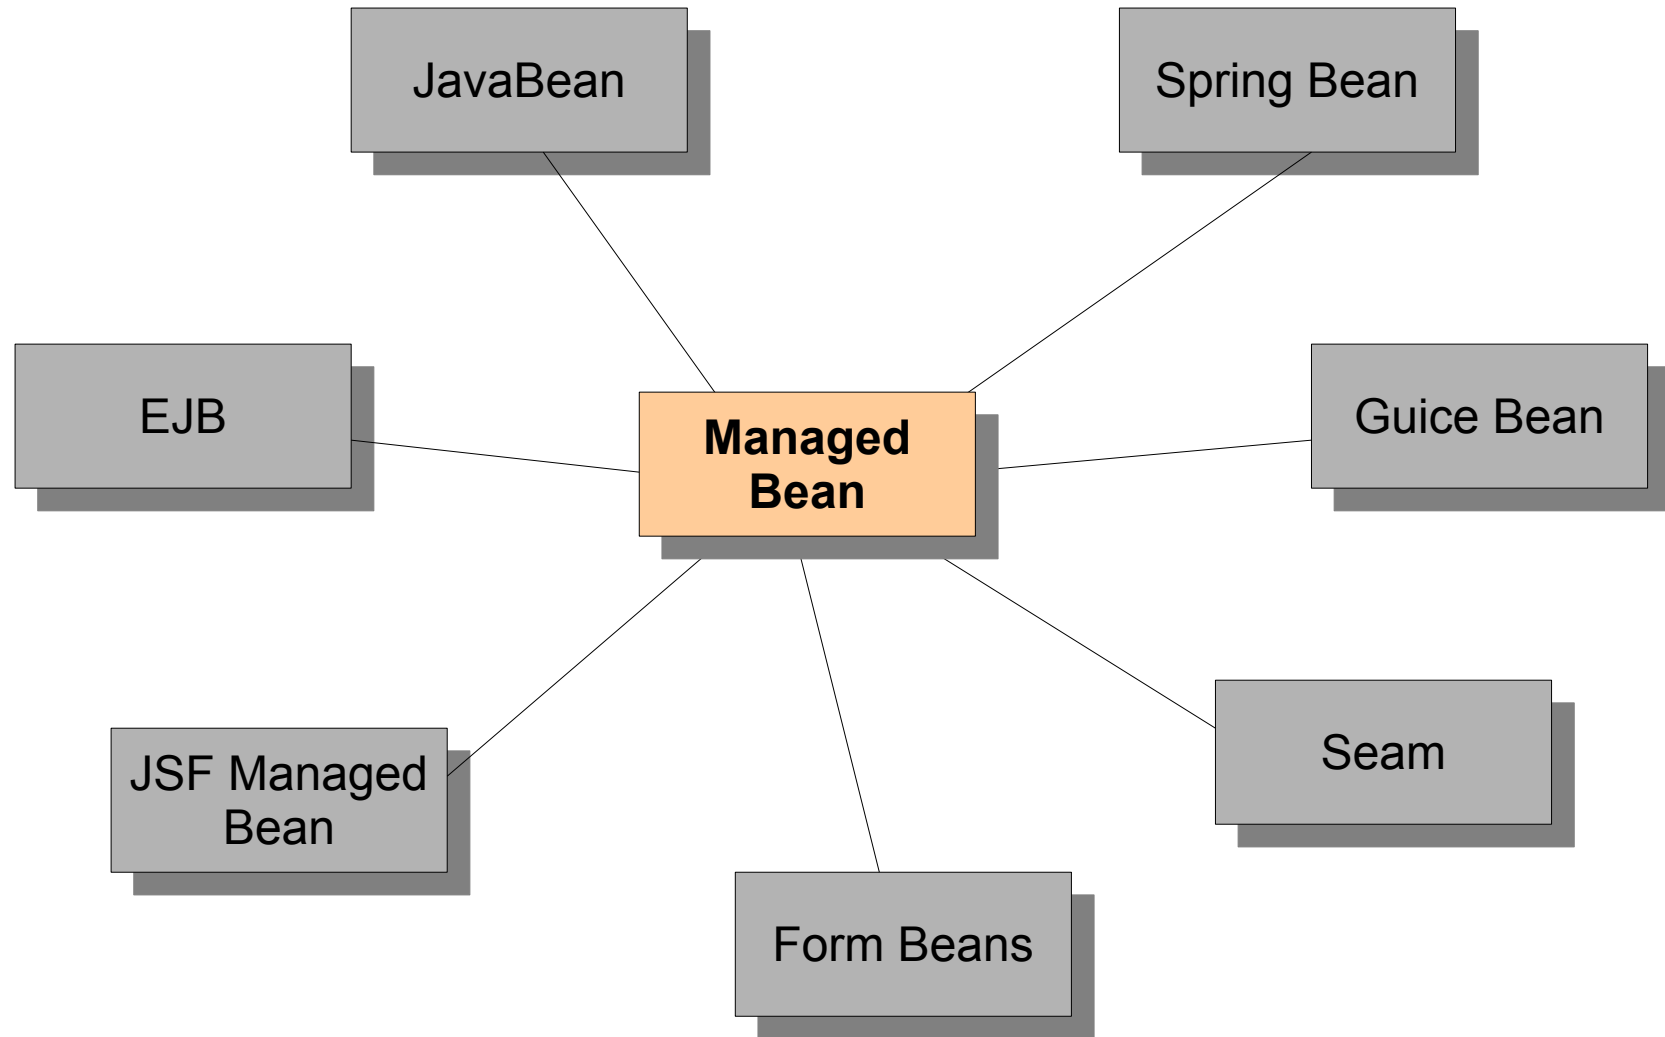 JavaBean
Spring Bean
EJB
Managed
Bean
Guice Bean
JSF Managed
Bean
Seam
Form Beans